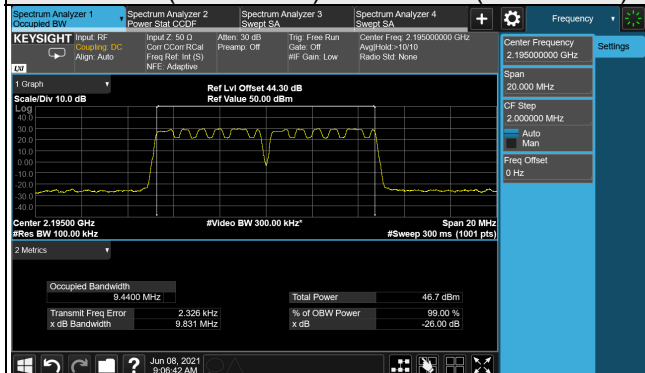 Spectrum Analyzer 1
Occupied BW
Spectrum Analyzer 2
Power Stat CCDF
Spectrum Analyzer 3
Swept SA
Spectrum Analyzer 4
Swept SA
+
Frequency
KEYSIGHT
Input: RF
Coupling: DC
Align: Auto
Input Z: 50 Ω
Corr CCorr RCal
Freq Ref: Int (S)
NFE: Adaptive
Atten: 30 dB
Preamp: Off
Trig: Free Run
Gate: Off
#IF Gain: Low
Center Freq: 2.195000000 GHz
Avg|Hold:>10/10
Radio Std: None
LXI
Center Frequency
2.195000000 GHz
Settings
Span
20.000 MHz
CF Step
2.000000 MHz
Auto
Man
Freq Offset
0 Hz
1 Graph
Scale/Div 10.0 dB
Ref Lvl Offset 44.30 dB
Ref Value 50.00 dBm
Log
40.0
30.0
20.0
10.0
0.00
-10.0
-20.0
-30.0
-40.0
Center 2.19500 GHz
#Video BW 300.00 kHz*
Span 20 MHz
#Res BW 100.00 kHz
#Sweep 300 ms (1001 pts)
2 Metrics
Occupied Bandwidth
9.4400 MHz
Total Power 46.7 dBm
Transmit Freq Error 2.326 kHz
% of OBW Power 99.00 %
x dB Bandwidth 9.831 MHz
x dB -26.00 dB
?
Jun 08, 2021
9:06:42 AM